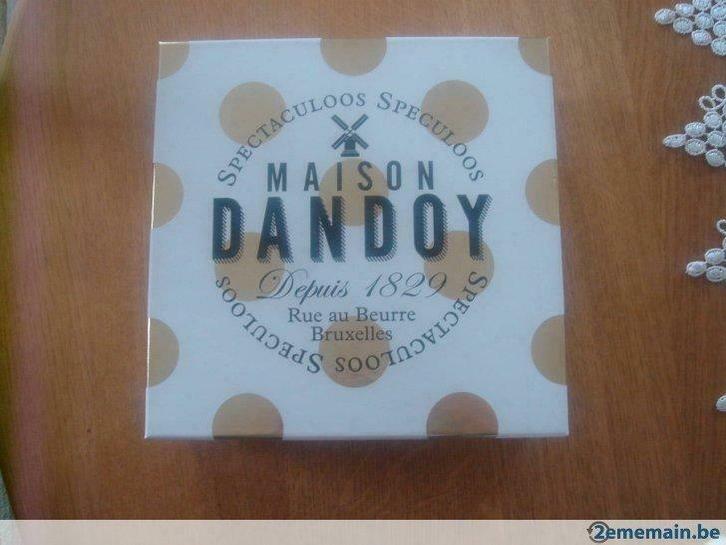 SPECTACULOOS SPECULOOS
MAISON
DANDOY
Depuis 1829
Rue au Beurre
Bruxelles
SPECTACULOOS SPECULOOS
2ememain.be